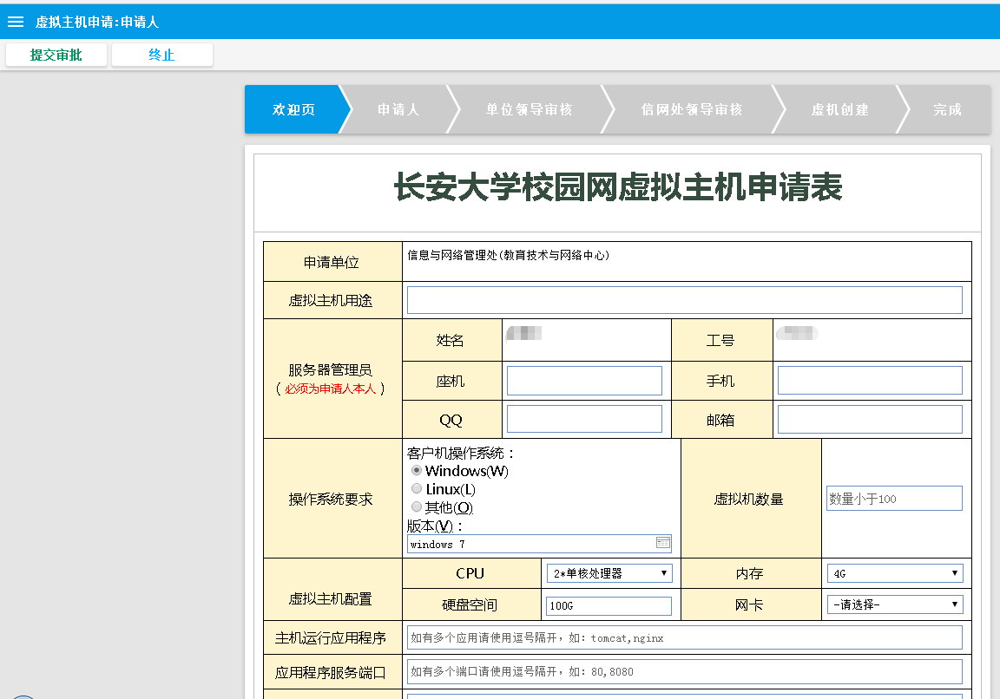 虚拟主机申请:申请人
提交审批 终止
欢迎页 申请人 单位领导审核 信网处领导审核 虚机创建 完成
长安大学校园网虚拟主机申请表
申请单位 信息与网络管理处(教育技术与网络中心)
虚拟主机用途
服务器管理员
(必须为申请人本人)
姓名 工号
座机 手机
QQ 邮箱
操作系统要求
客户机操作系统：
Windows(W)
Linux(L)
其他(O)
版本(V)：
windows 7
虚拟机数量 数量小于100
虚拟主机配置
CPU 2*单核处理器 内存 4G
硬盘空间 100G 网卡 -请选择-
主机运行应用程序 如有多个应用请使用逗号隔开，如：tomcat,nginx
应用程序服务端口 如有多个端口请使用逗号隔开，如：80,8080